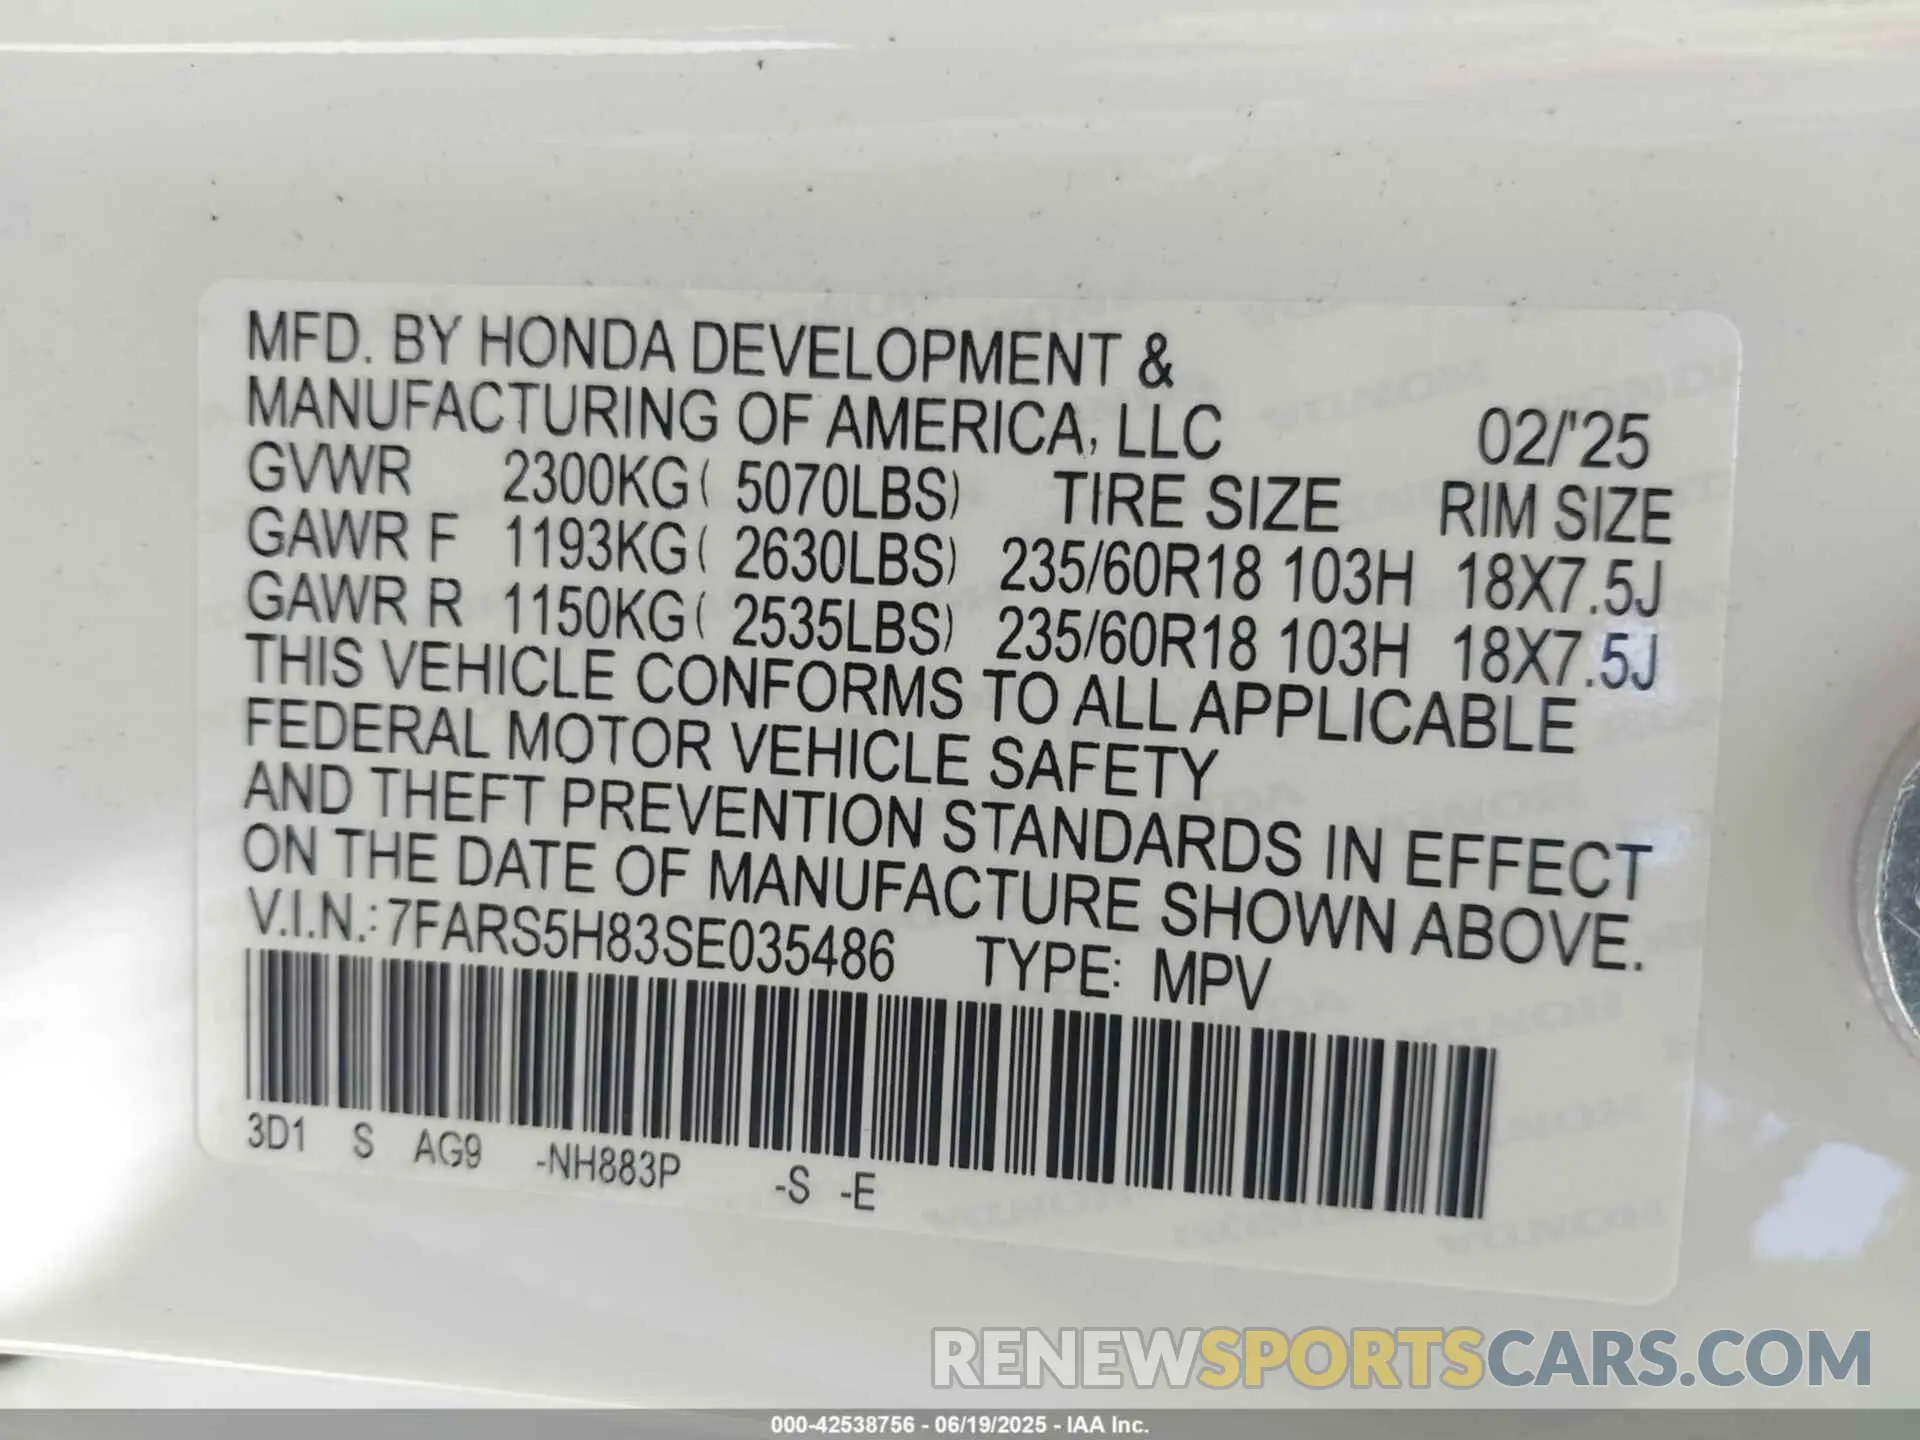 MFD. BY HONDA DEVELOPMENT &
MANUFACTURING OF AMERICA, LLC 02/'25
GVWR 2300KG( 5070LBS) TIRE SIZE RIM SIZE
GAWR F 1193KG( 2630LBS) 235/60R18 103H 18X7.5J
GAWR R 1150KG( 2535LBS) 235/60R18 103H 18X7.5J
THIS VEHICLE CONFORMS TO ALL APPLICABLE
FEDERAL MOTOR VEHICLE SAFETY
AND THEFT PREVENTION STANDARDS IN EFFECT
ON THE DATE OF MANUFACTURE SHOWN ABOVE.
V.I.N.: 7FARS5H83SE035486 TYPE: MPV
3D1 S AG9 -NH883P -S -E
RENEWSPORTSCARS.COM
000-42538756 - 06/19/2025 - IAA Inc.